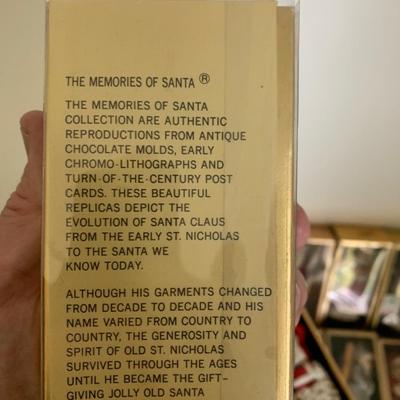 THE MEMORIES OF SANTA ®
THE MEMORIES OF SANTA
COLLECTION ARE AUTHENTIC
REPRODUCTIONS FROM ANTIQUE
CHOCOLATE MOLDS, EARLY
CHROMO-LITHOGRAPHS AND
TURN-OF-THE-CENTURY POST
CARDS. THESE BEAUTIFUL
REPLICAS DEPICT THE
EVOLUTION OF SANTA CLAUS
FROM THE EARLY ST. NICHOLAS
TO THE SANTA WE
KNOW TODAY.
ALTHOUGH HIS GARMENTS CHANGED
FROM DECADE TO DECADE AND HIS
NAME VARIED FROM COUNTRY TO
COUNTRY, THE GENEROSITY AND
SPIRIT OF OLD ST. NICHOLAS
SURVIVED THROUGH THE AGES
UNTIL HE BECAME THE GIFT-
GIVING JOLLY OLD SANTA